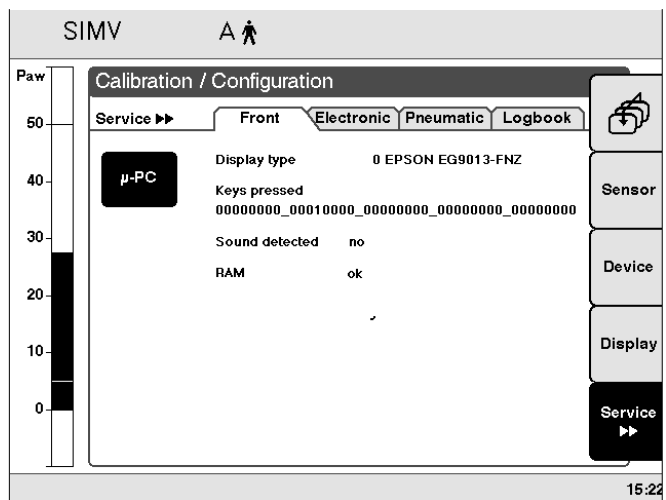 SIMV A
Paw
Calibration / Configuration
Service ▶▶ Front Electronic Pneumatic Logbook
50
μ-PC
Display type 0 EPSON EG9013-FNZ
40
Keys pressed
Sensor
00000000_00010000_00000000_00000000_00000000
30
Sound detected no
Device
RAM ok
20
10
Display
0
Service
▶▶
15:22